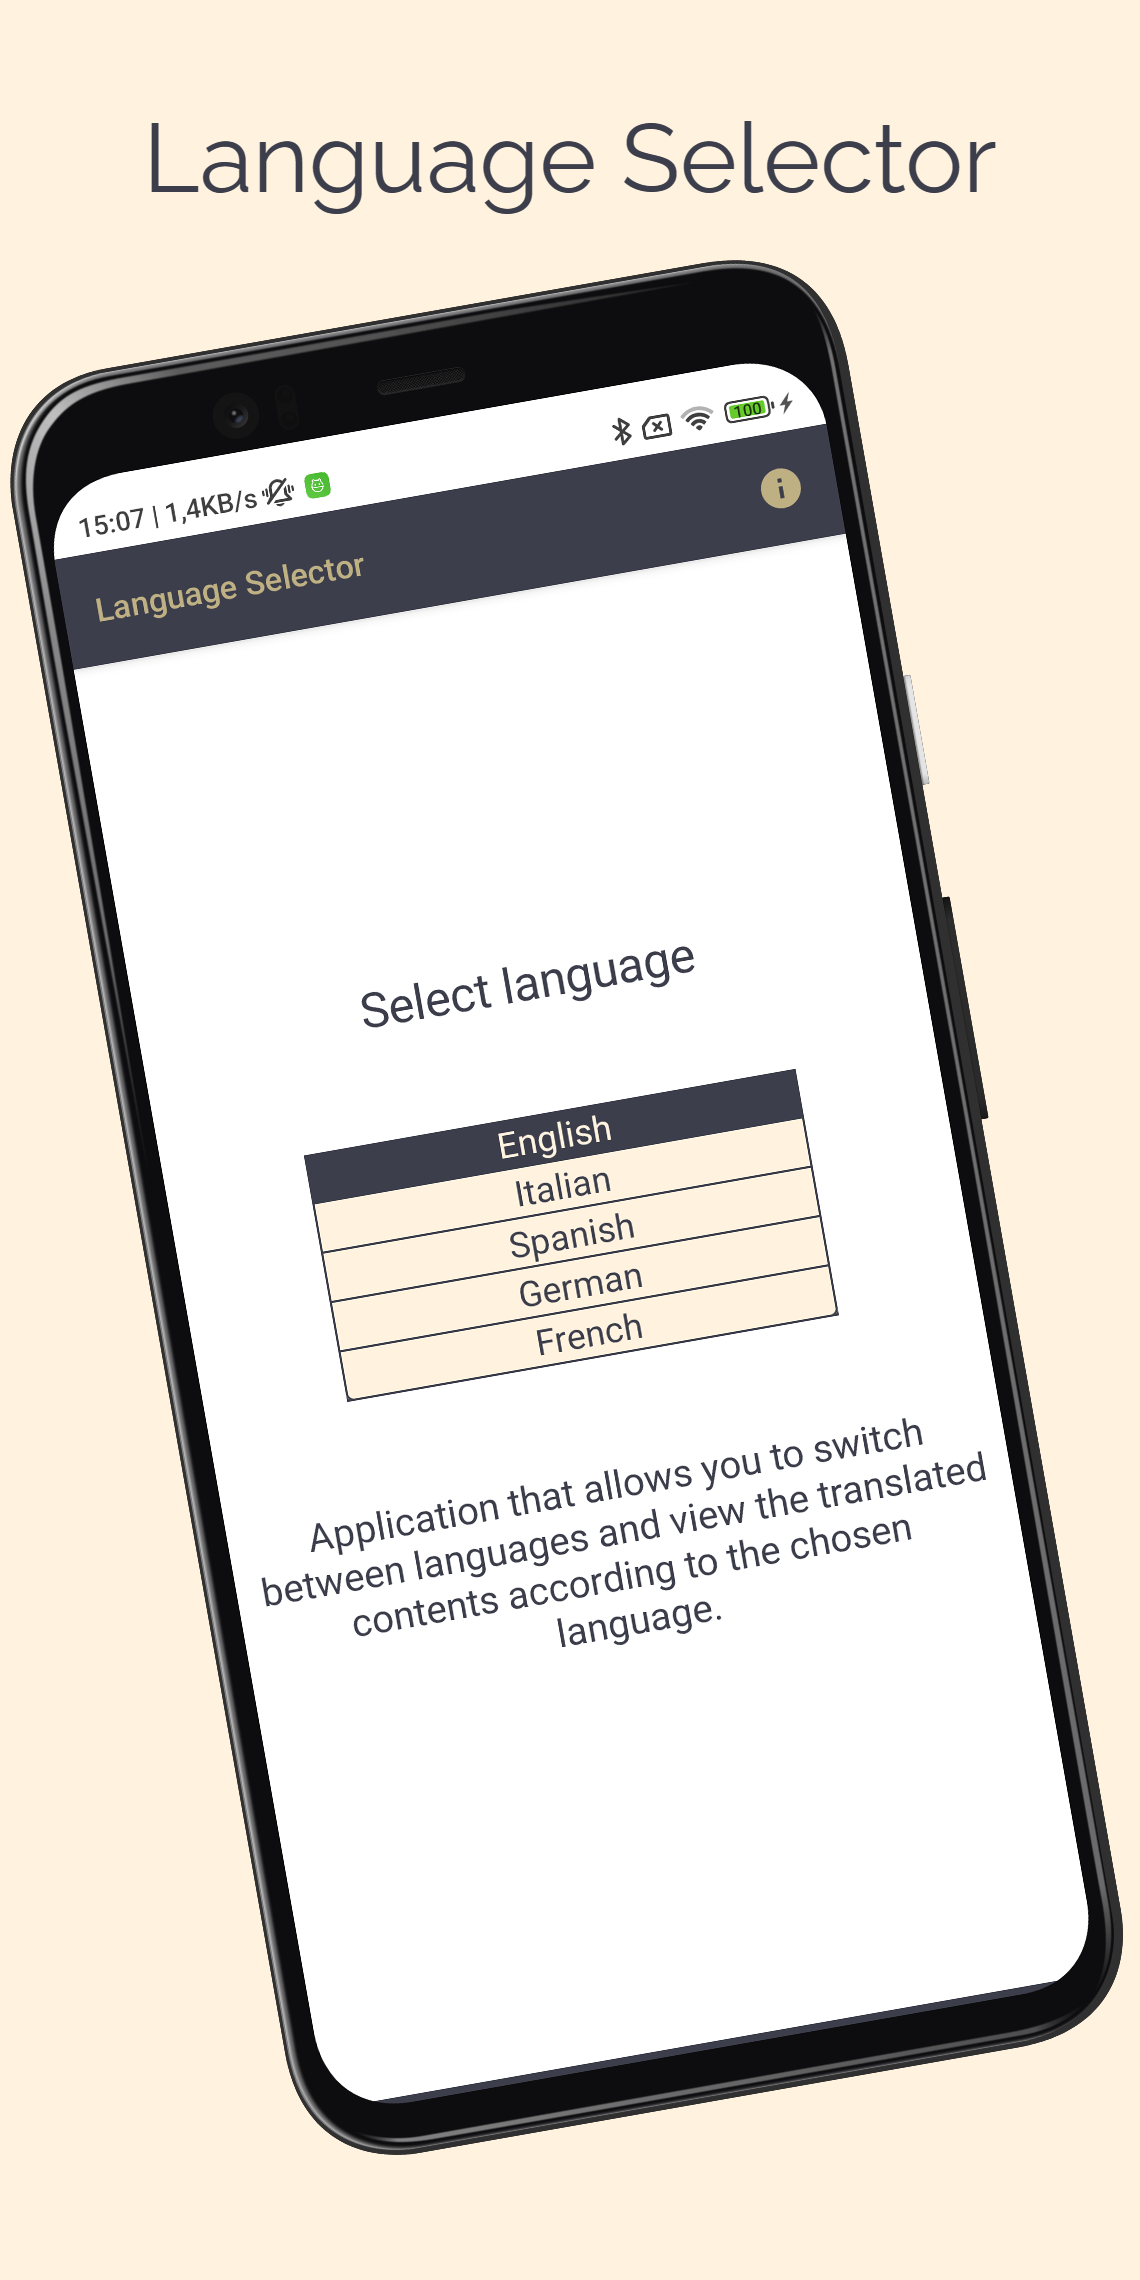 Language Selector
15:07 | 1,4KB/s
100
Language Selector
Select language
English
Italian
Spanish
German
French
Application that allows you to switch
between languages and view the translated
contents according to the chosen
language.